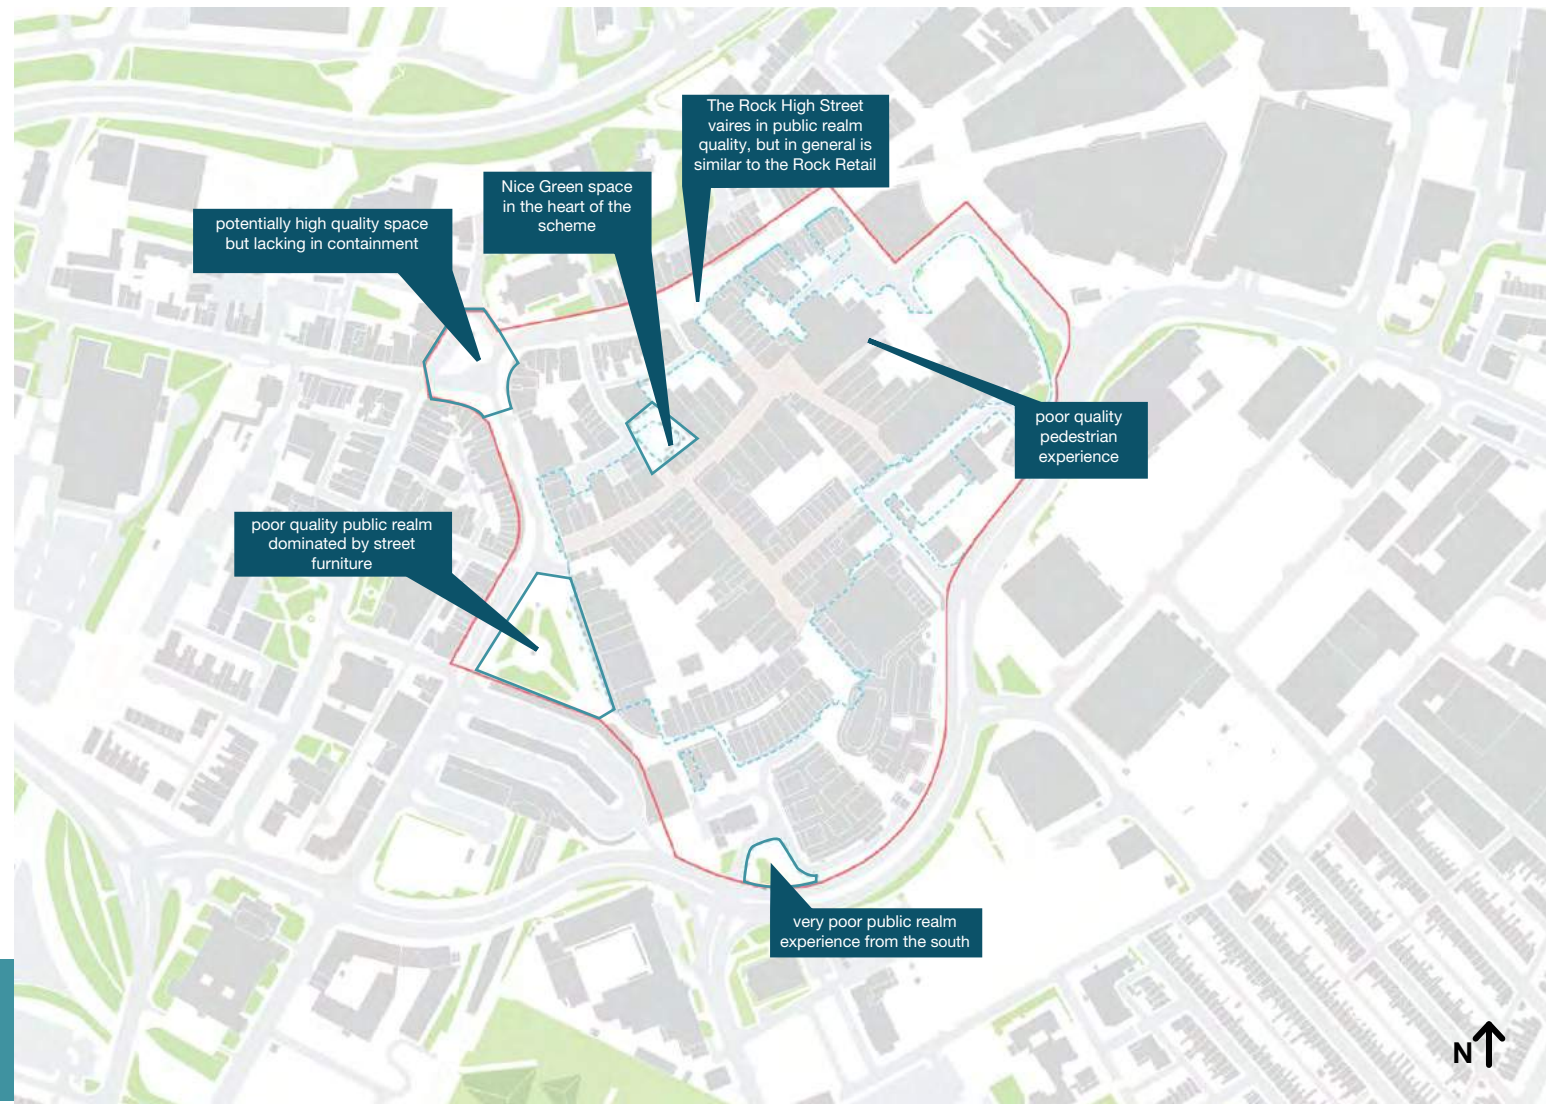 The Rock High Street
vaires in public realm
quality, but in general is
similar to the Rock Retail
Nice Green space
in the heart of the
scheme
potentially high quality space
but lacking in containment
poor quality
pedestrian
experience
poor quality public realm
dominated by street
furniture
very poor public realm
experience from the south
N